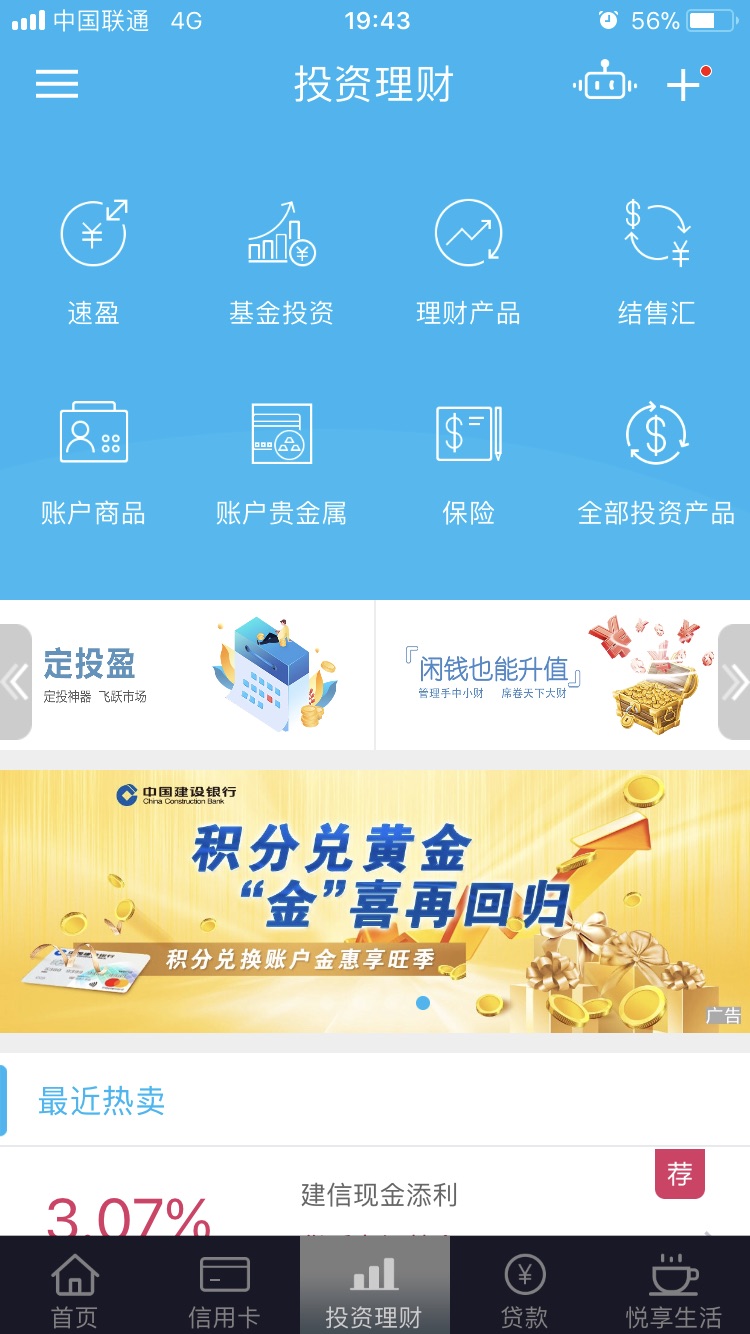 中国联通 4G 19:43 56%
投资理财
速盈 基金投资 理财产品 结售汇
账户商品 账户贵金属 保险 全部投资产品
定投盈
定投神器 飞跃市场
『闲钱也能升值』
管理手中小财 席卷天下大财
中国建设银行
China Construction Bank
积分兑黄金
“金”喜再回归
积分兑换账户金惠享旺季
广告
最近热卖
荐
建信现金添利
3.07%
首页 信用卡 投资理财 贷款 悦享生活